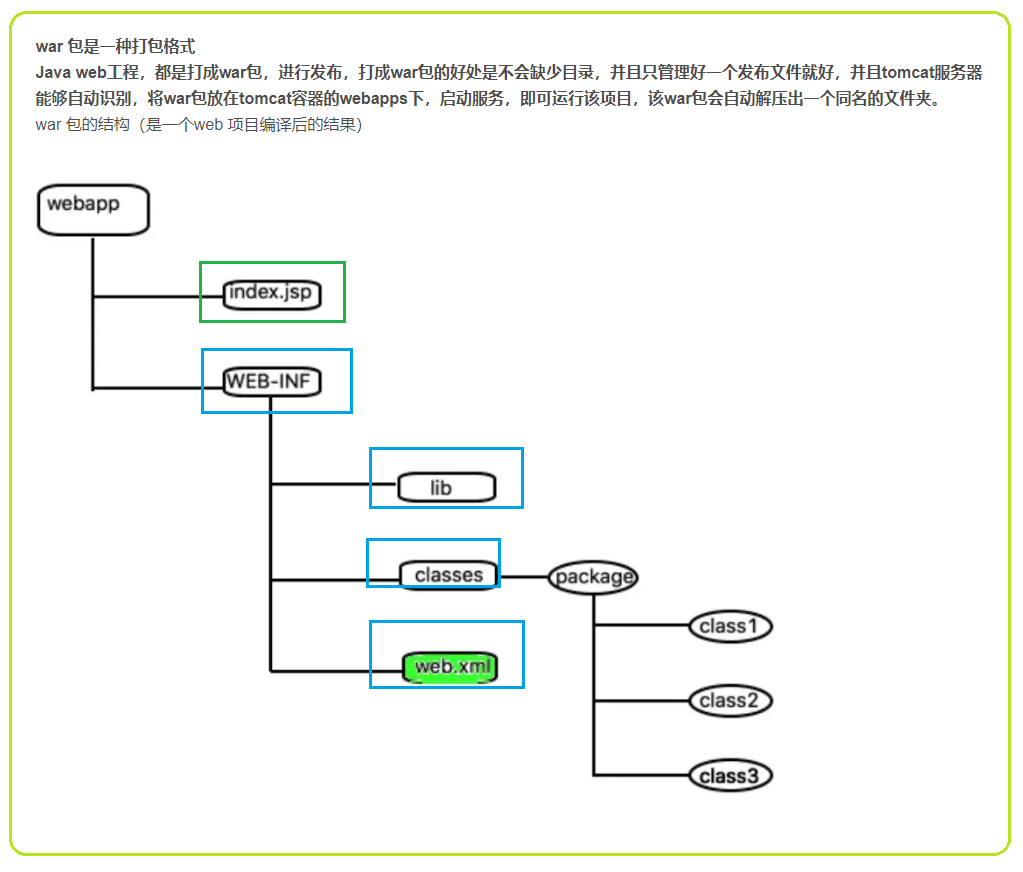 war 包是一种打包格式
Java web工程，都是打成war包，进行发布，打成war包的好处是不会缺少目录，并且只管理好一个发布文件就好，并且tomcat服务器
能够自动识别，将war包放在tomcat容器的webapps下，启动服务，即可运行该项目，该war包会自动解压出一个同名的文件夹。
war 包的结构（是一个web 项目编译后的结果）
webapp
index.jsp
WEB-INF
lib
classes
package
class1
web.xml
class2
class3